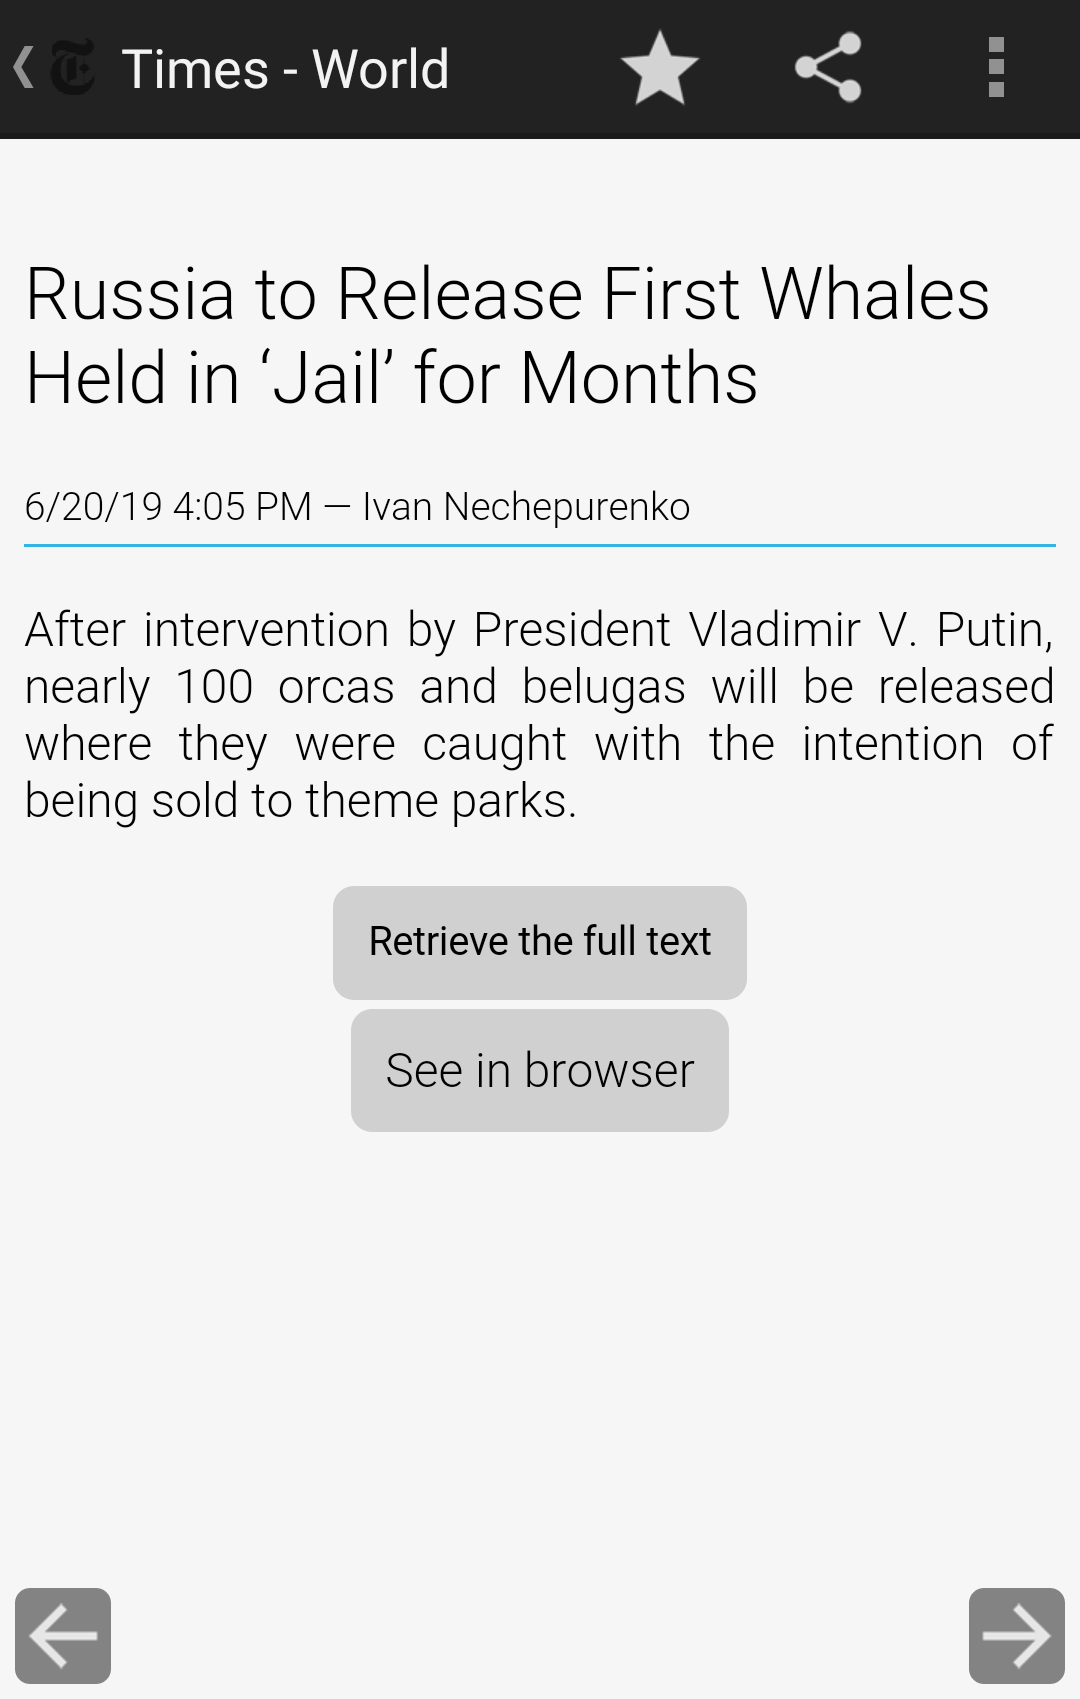 Times - World
Russia to Release First Whales
Held in ‘Jail’ for Months
6/20/19 4:05 PM — Ivan Nechepurenko
After intervention by President Vladimir V. Putin,
nearly 100 orcas and belugas will be released
where they were caught with the intention of
being sold to theme parks.
Retrieve the full text
See in browser